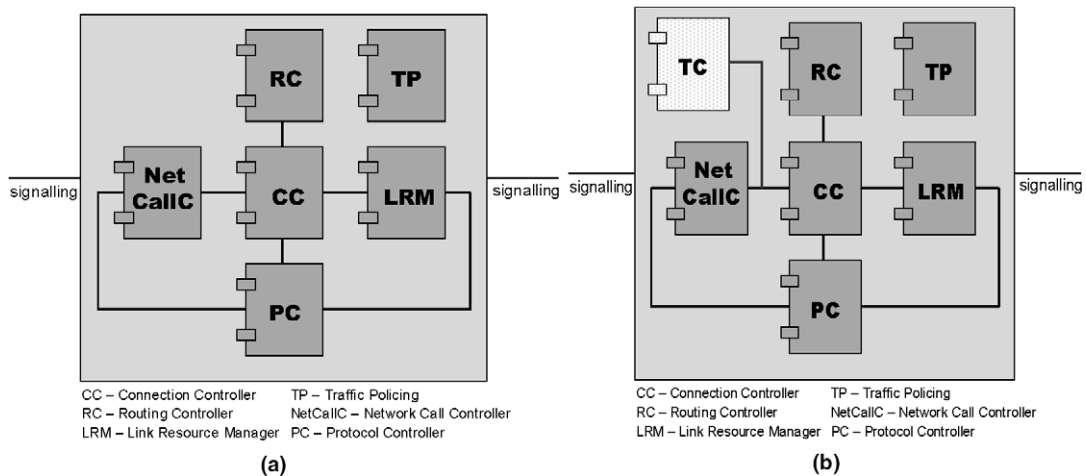 RC
TP
Net
CallC
CC
LRM
PC
signalling
signalling
CC – Connection Controller
TP – Traffic Policing
RC – Routing Controller
NetCallC – Network Call Controller
LRM – Link Resource Manager
PC – Protocol Controller
(a)
TC
RC
TP
Net
CallC
CC
LRM
PC
signalling
signalling
CC – Connection Controller
TP – Traffic Policing
RC – Routing Controller
NetCallC – Network Call Controller
LRM – Link Resource Manager
PC – Protocol Controller
(b)